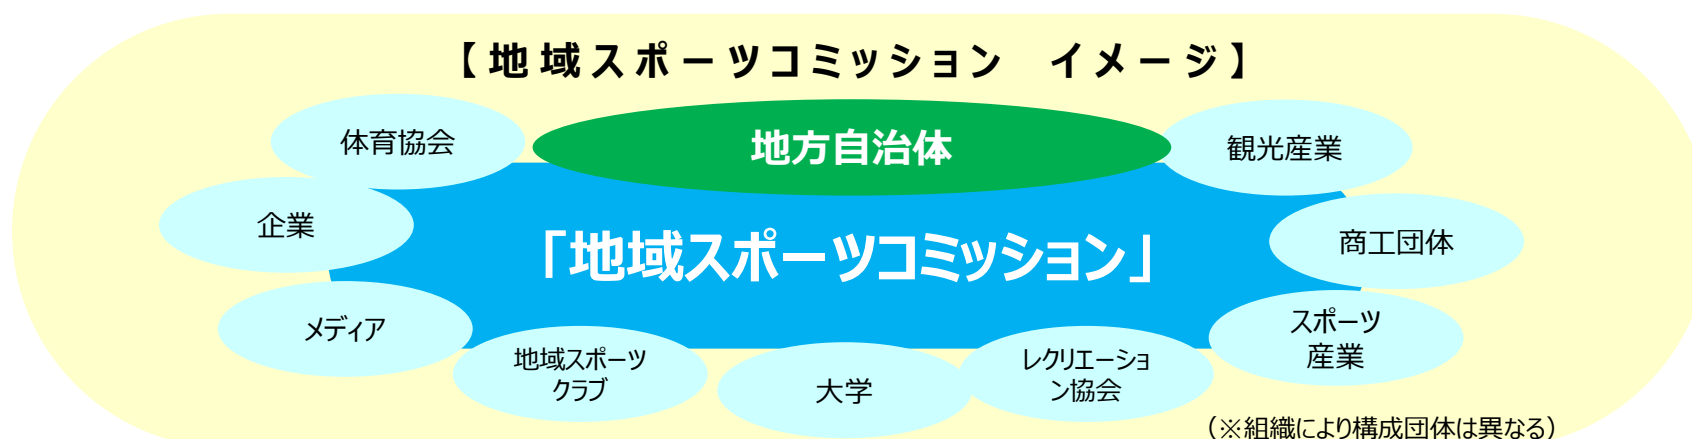 【地域スポーツコミッション　イメージ】
体育協会
地方自治体
観光産業
企業
「地域スポーツコミッション」
商工団体
メディア
地域スポーツ
クラブ
大学
レクリエーショ
ン協会
スポーツ
産業
（※組織により構成団体は異なる）